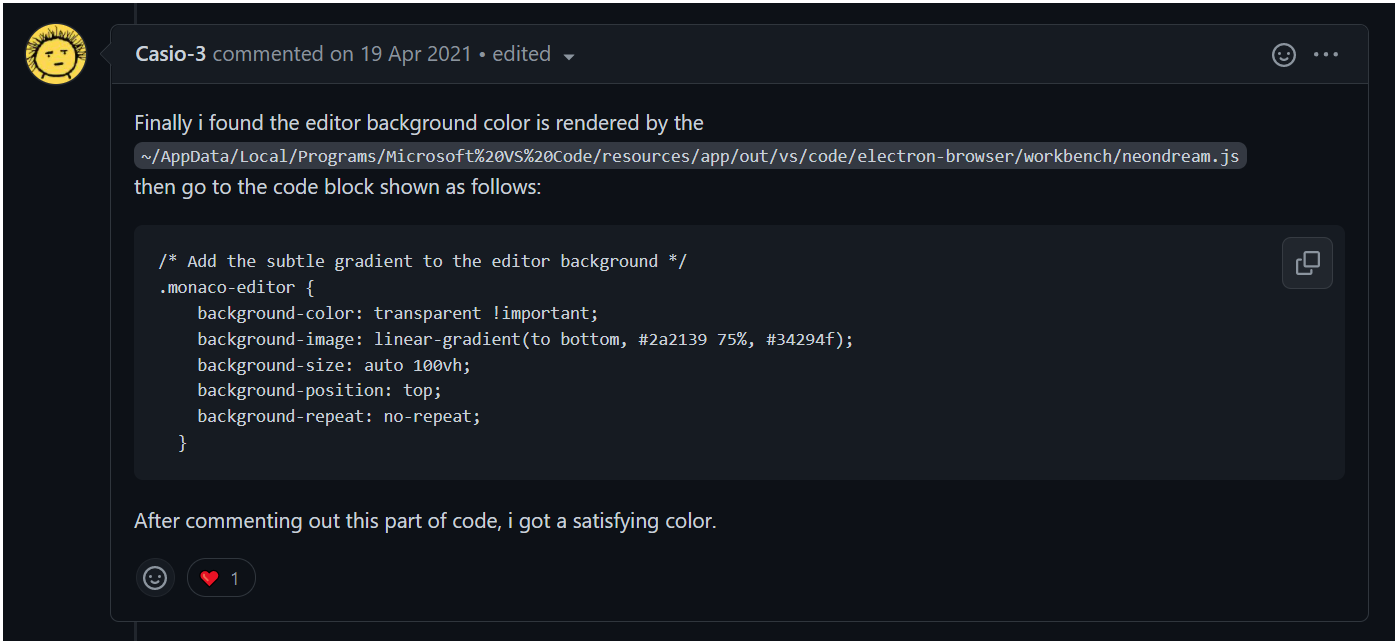 Casio-3 commented on 19 Apr 2021 • edited
Finally i found the editor background color is rendered by the
~/AppData/Local/Programs/Microsoft%20VS%20Code/resources/app/out/vs/code/electron-browser/workbench/neondream.js
then go to the code block shown as follows:
/* Add the subtle gradient to the editor background */
.monaco-editor {
    background-color: transparent !important;
    background-image: linear-gradient(to bottom, #2a2139 75%, #34294f);
    background-size: auto 100vh;
    background-position: top;
    background-repeat: no-repeat;
  }
After commenting out this part of code, i got a satisfying color.
1